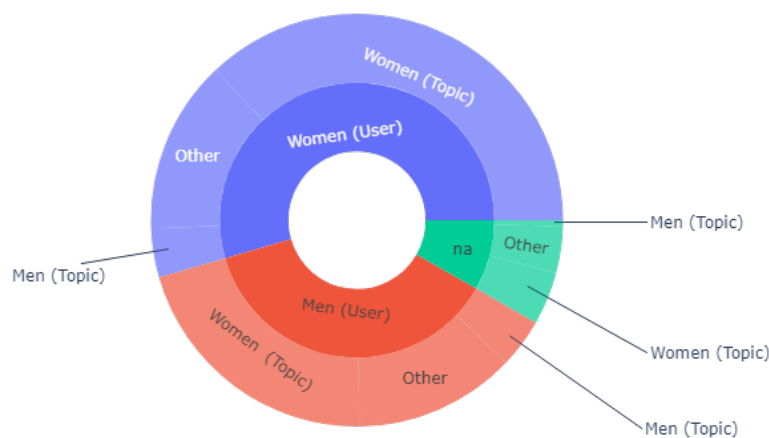 Women (Topic)
Women (User)
Other
Men (Topic)
na
Other
Men (Topic)
Men (User)
Women (Topic)
Other
Women (Topic)
Men (Topic)